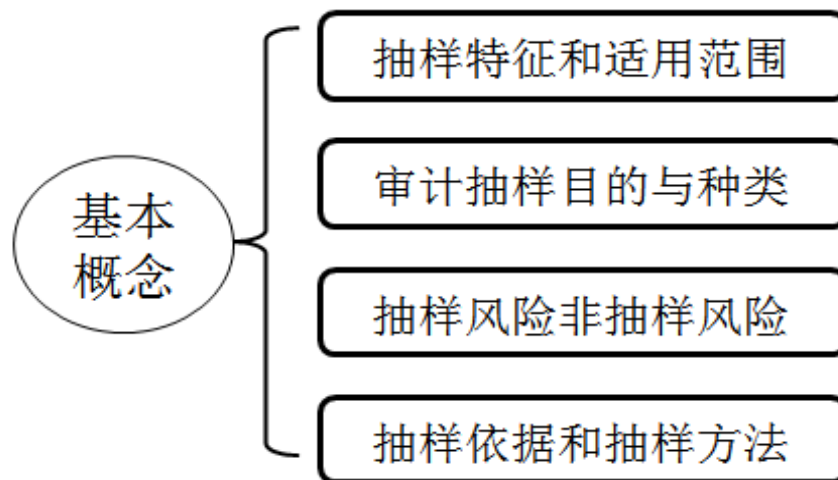 抽样特征和适用范围
审计抽样目的与种类
基本
概念
抽样风险非抽样风险
抽样依据和抽样方法